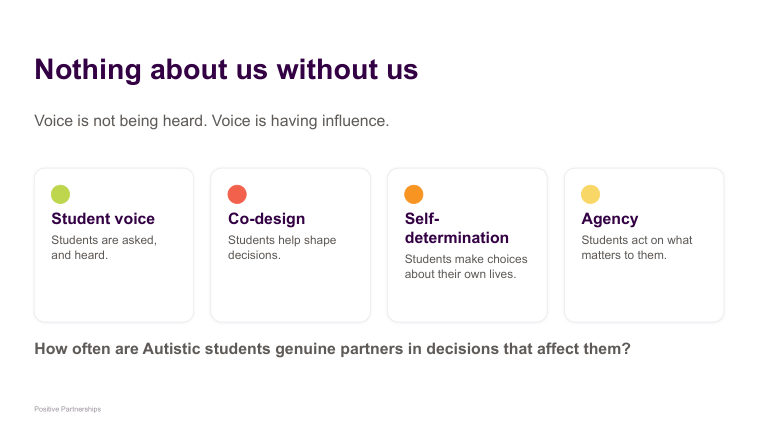 Nothing about us without us
Voice is not being heard. Voice is having influence.
Student voice
Students are asked,
and heard.
Co-design
Students help shape
decisions.
Self-
determination
Students make choices
about their own lives.
Agency
Students act on what
matters to them.
How often are Autistic students genuine partners in decisions that affect them?
Positive Partnerships